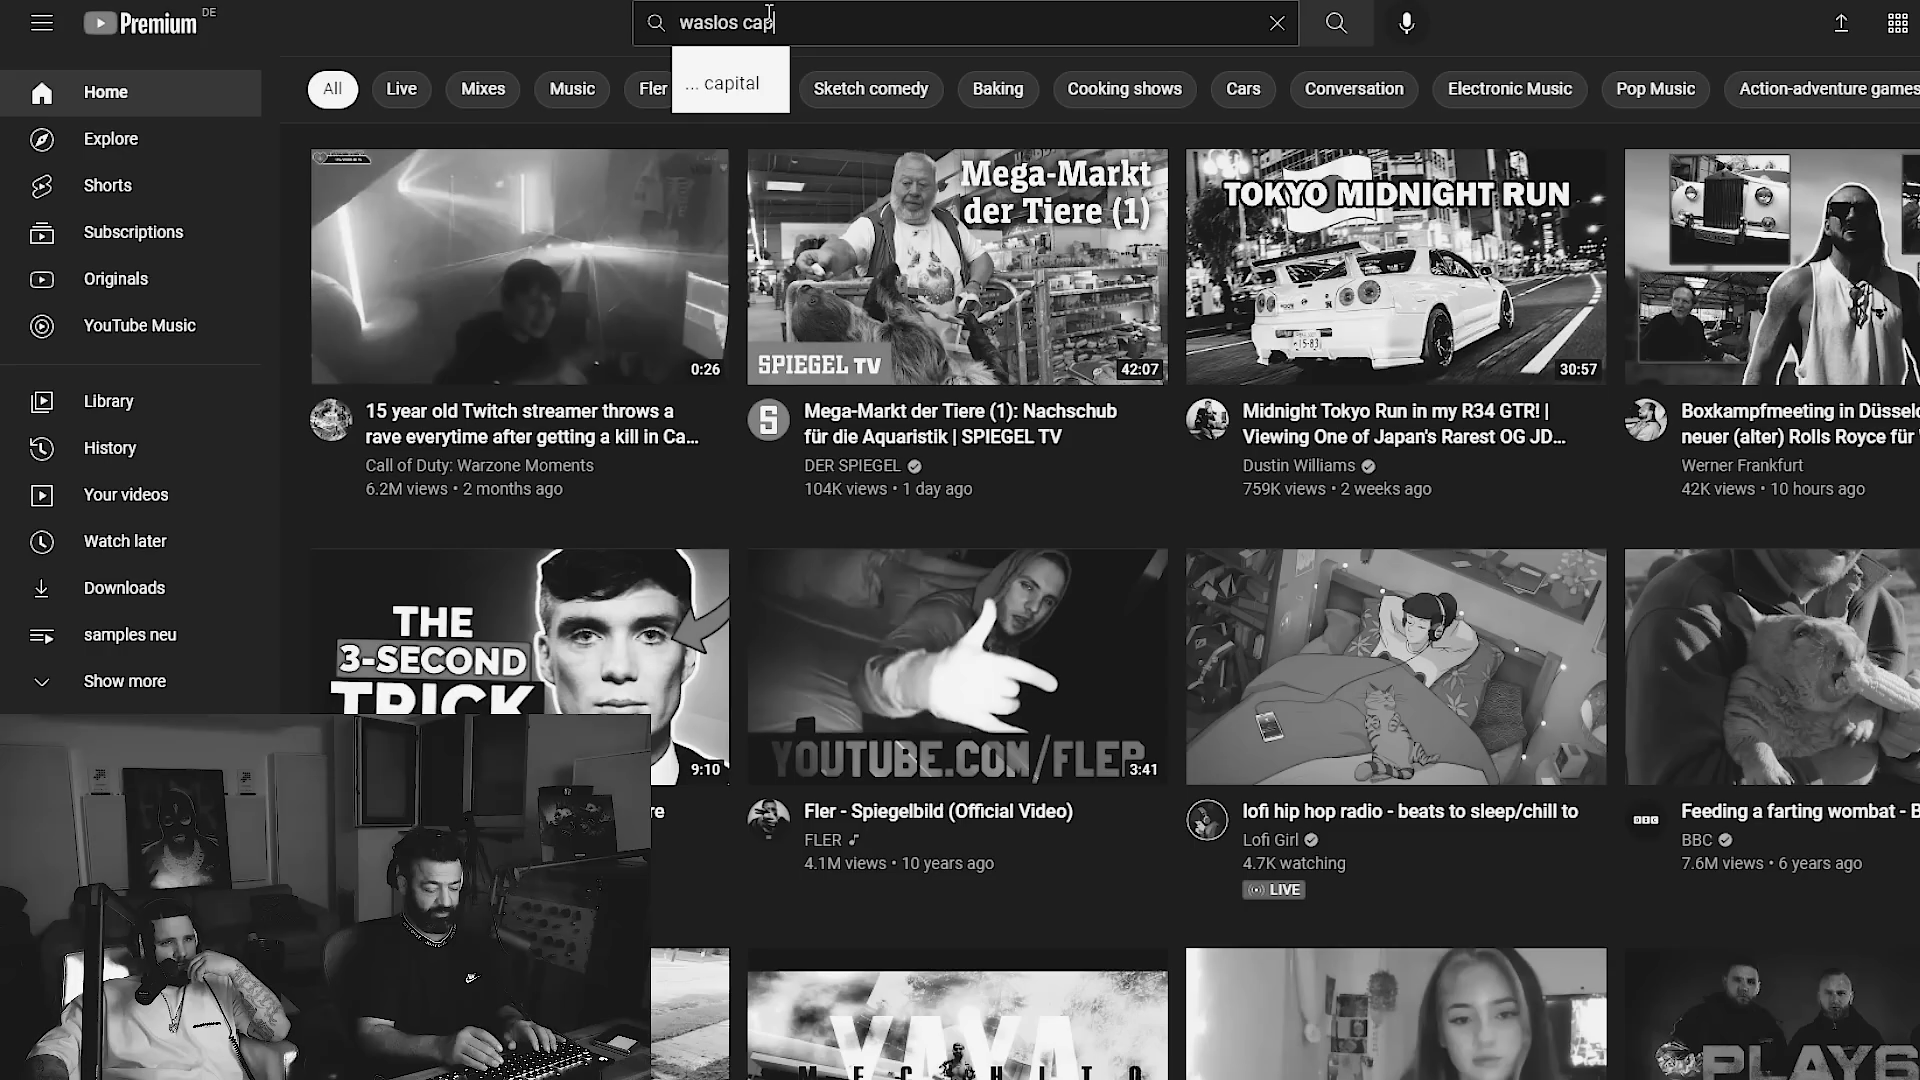 Premium DE
waslos cap
... capital
All
Live
Mixes
Music
Fler
Sketch comedy
Baking
Cooking shows
Cars
Conversation
Electronic Music
Pop Music
Action-adventure games
Home
Explore
Shorts
Subscriptions
Originals
YouTube Music
Library
History
Your videos
Watch later
Downloads
samples neu
Show more
0:26
15 year old Twitch streamer throws a
rave everytime after getting a kill in Ca...
Call of Duty: Warzone Moments
6.2M views • 2 months ago
Mega-Markt
der Tiere (1)
SPIEGEL TV
42:07
Mega-Markt der Tiere (1): Nachschub
für die Aquaristik | SPIEGEL TV
DER SPIEGEL
104K views • 1 day ago
TOKYO MIDNIGHT RUN
15-83
30:57
Midnight Tokyo Run in my R34 GTR! |
Viewing One of Japan's Rarest OG JD...
Dustin Williams
759K views • 2 weeks ago
Boxkampfmeeting in Düsseld
neuer (alter) Rolls Royce für
Werner Frankfurt
42K views • 10 hours ago
THE
3-SECOND
TRICK
9:10
re
YOUTUBE.COM/FLER
3:41
Fler - Spiegelbild (Official Video)
FLER
4.1M views • 10 years ago
lofi hip hop radio - beats to sleep/chill to
Lofi Girl
4.7K watching
LIVE
Feeding a farting wombat - B
BBC
7.6M views • 6 years ago
YAYA
MECHITO
PLAY6